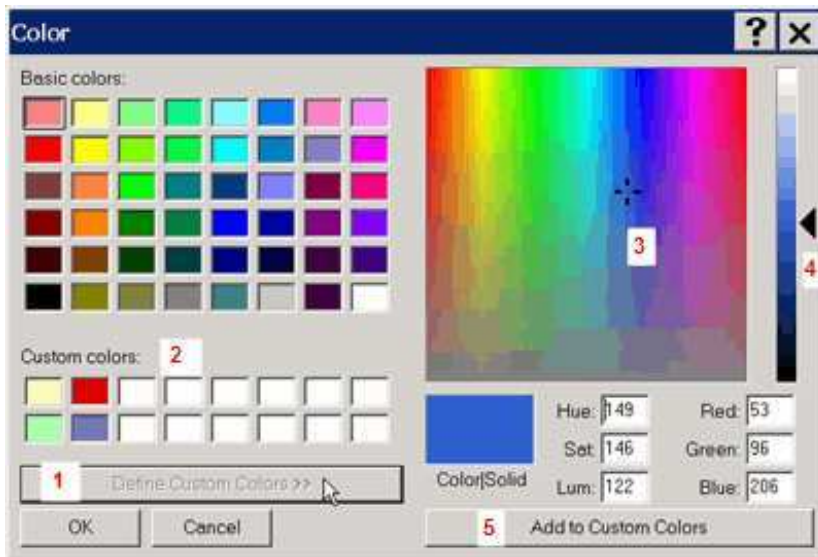 Color
Basic colors:
3
4
Custom colors:
2
1
Define Custom Colors >>
OK
Cancel
Color|Solid
Hue: 149
Sat: 146
Lum: 122
Red: 53
Green: 96
Blue: 206
5
Add to Custom Colors